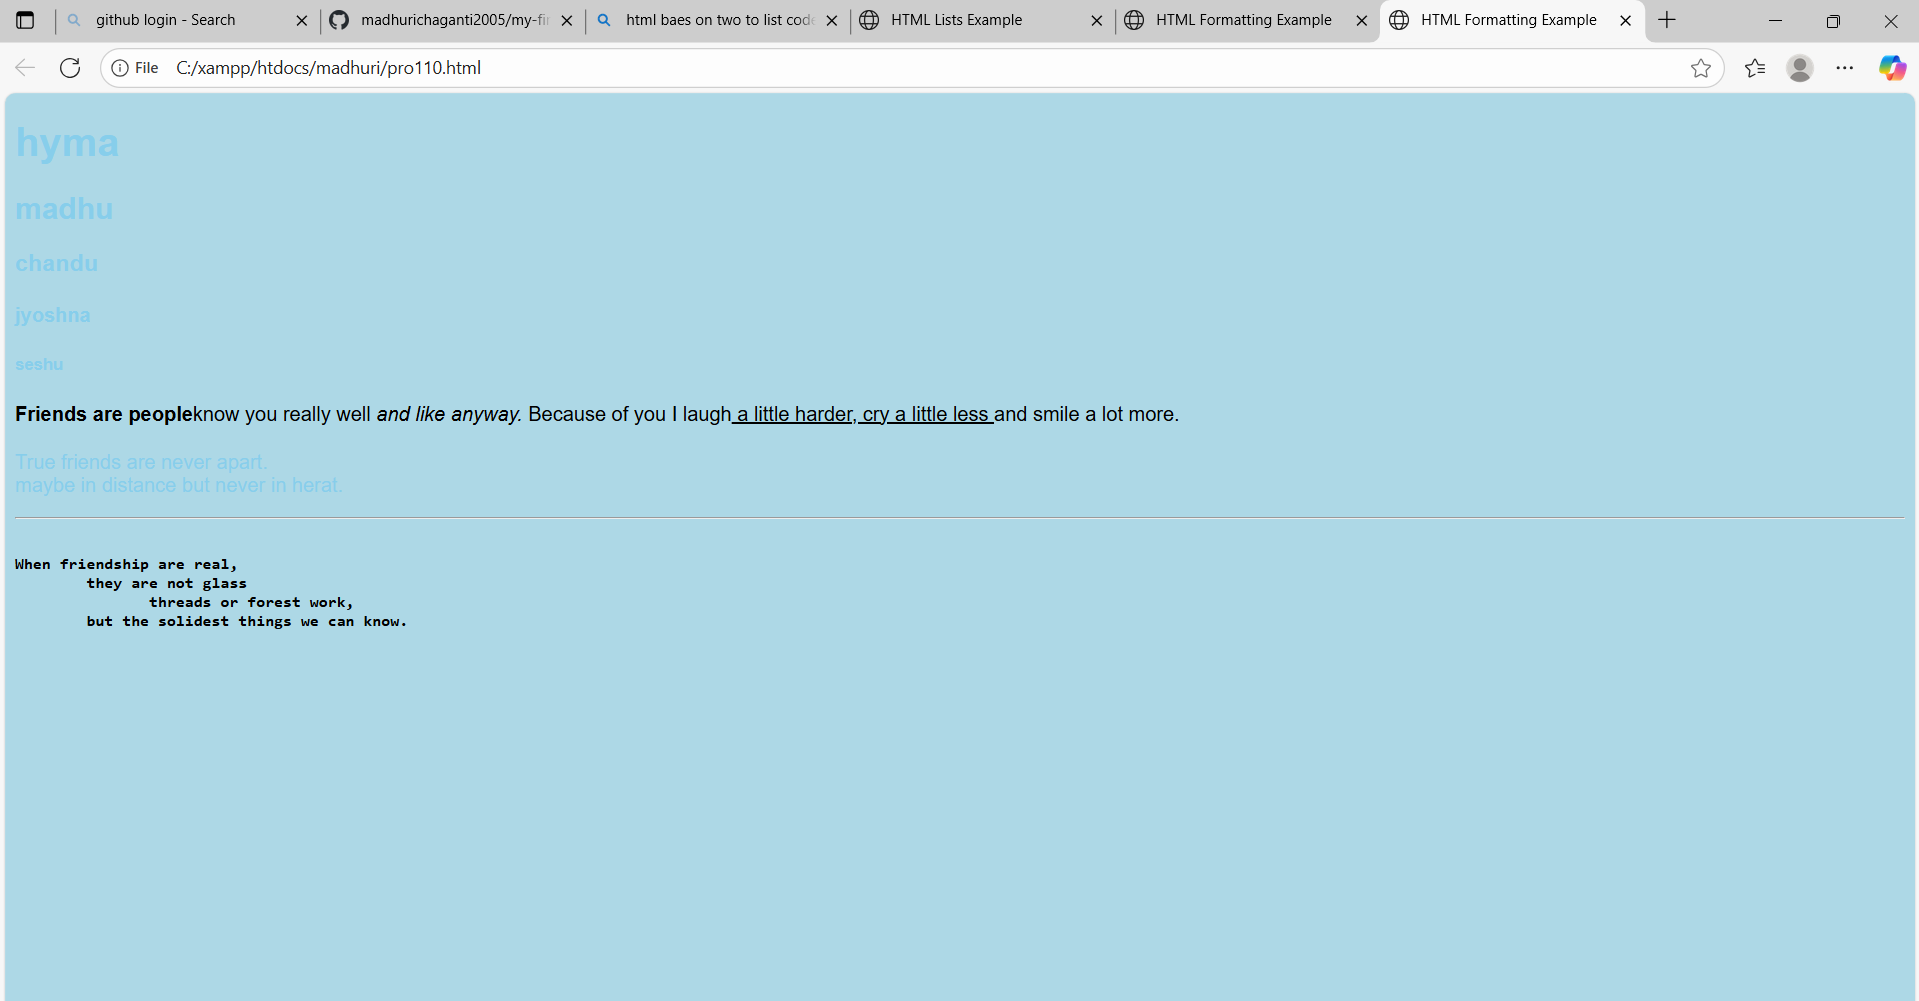 github login - Search
madhurichaganti2005/my-fir
html baes on two to list code
HTML Lists Example
HTML Formatting Example
HTML Formatting Example
File C:/xampp/htdocs/madhuri/pro110.html
hyma
madhu
chandu
jyoshna
seshu
Friends are peopleknow you really well and like anyway. Because of you I laugh a little harder, cry a little less and smile a lot more.
True friends are never apart.
maybe in distance but never in herat.
When friendship are real,
they are not glass
threads or forest work,
but the solidest things we can know.